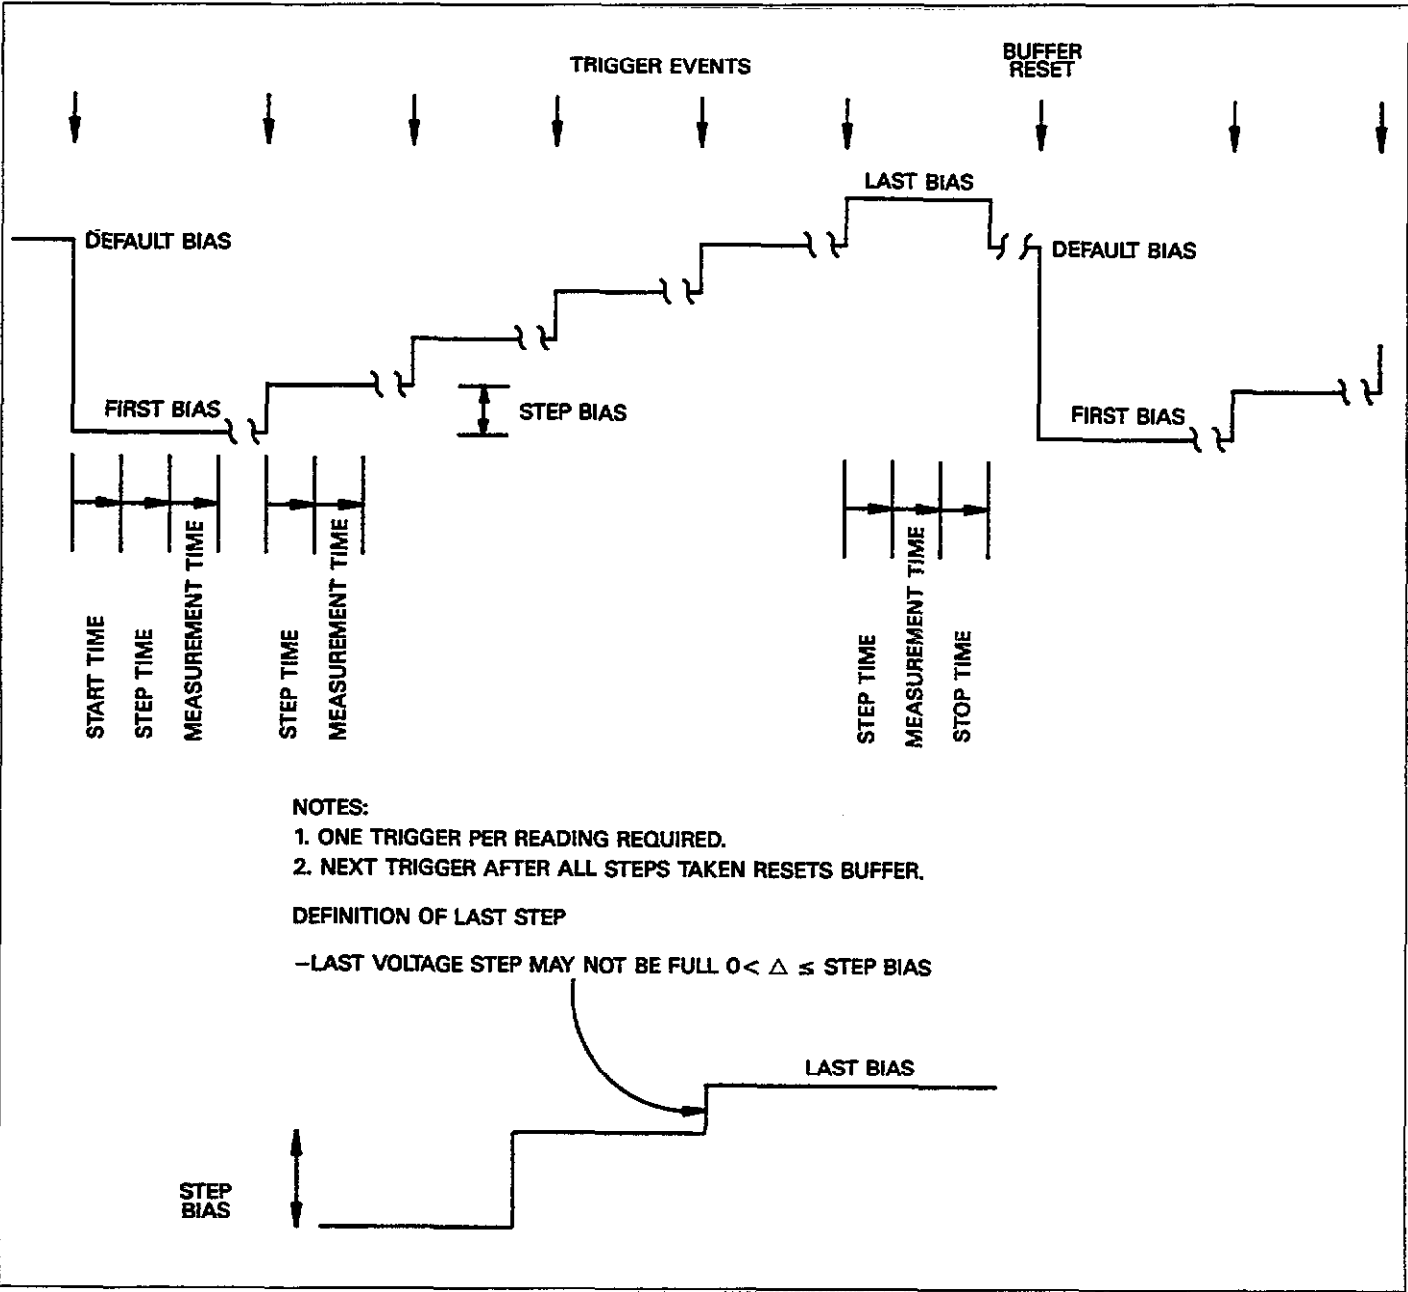 TRIGGER EVENTS
BUFFER
RESET
LAST BIAS
DEFAULT BIAS
DEFAULT BIAS
FIRST BIAS
STEP BIAS
FIRST BIAS
START TIME
STEP TIME
MEASUREMENT TIME
STEP TIME
MEASUREMENT TIME
STEP TIME
MEASUREMENT TIME
STOP TIME
NOTES:
1. ONE TRIGGER PER READING REQUIRED.
2. NEXT TRIGGER AFTER ALL STEPS TAKEN RESETS BUFFER.
DEFINITION OF LAST STEP
–LAST VOLTAGE STEP MAY NOT BE FULL 0< △ ≤ STEP BIAS
LAST BIAS
STEP
BIAS